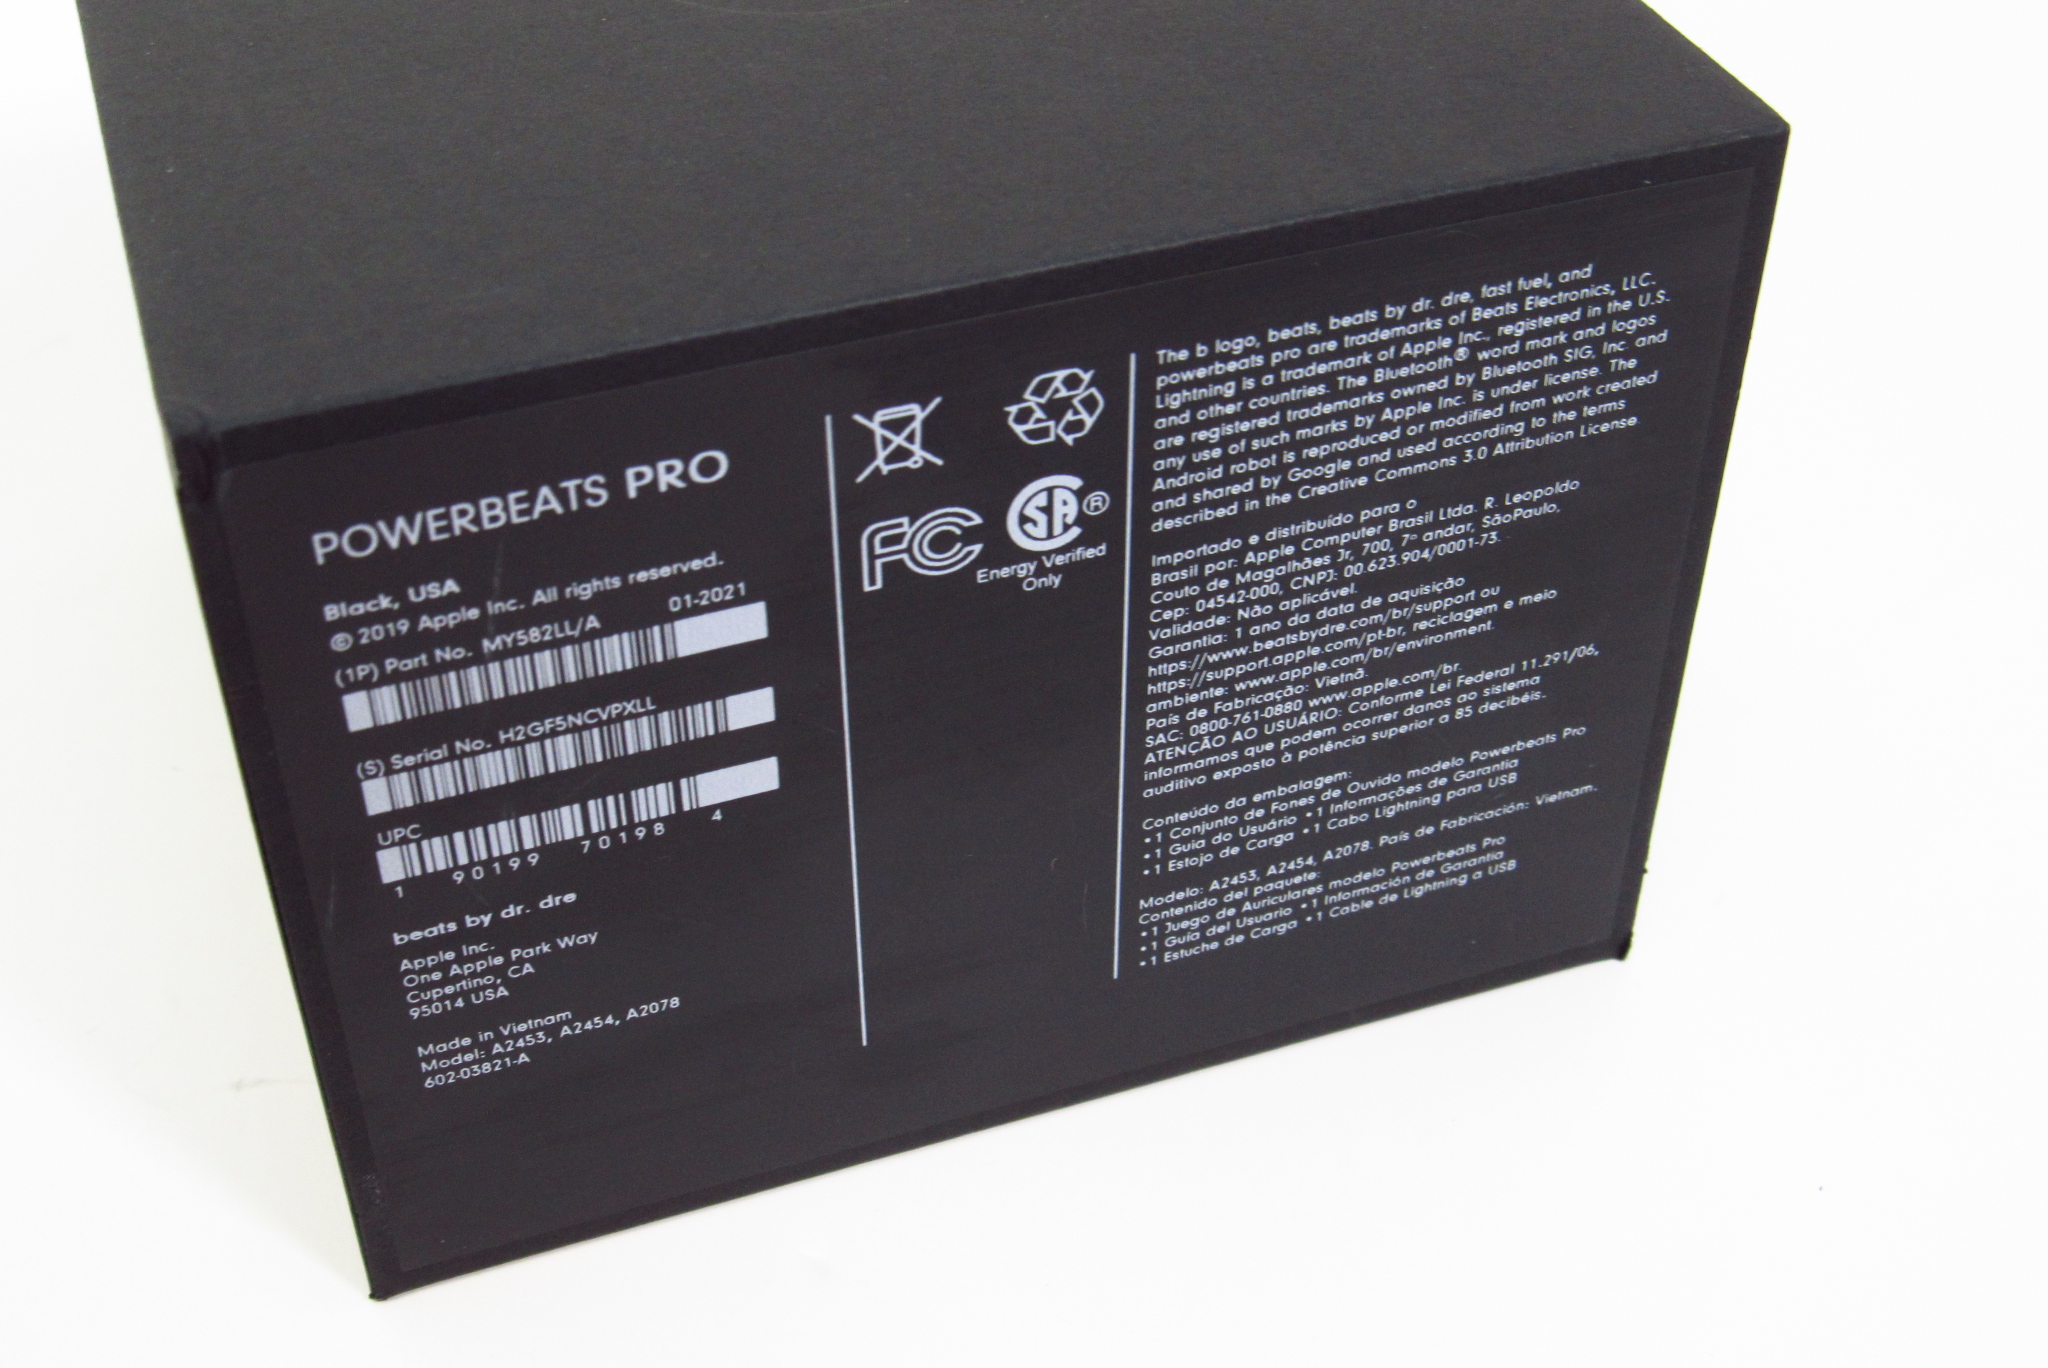 POWERBEATS PRO
Black, USA
© 2019 Apple Inc. All rights reserved.
(1P) Part No. MY582LL/A 01-2021
(S) Serial No. H2GF5NCVPXLL
UPC
1 90199 70198 4
beats by dr. dre
Apple Inc.
One Apple Park Way
Cupertino, CA
95014 USA
Made in Vietnam
Model: A2453, A2454, A2078
602-03821-A
FC
SA®
Energy Verified
Only
The b logo, beats, beats by dr. dre, fast fuel, and
powerbeats pro are trademarks of Beats Electronics, LLC.
Lightning is a trademark of Apple Inc., registered in the U.S.
and other countries. The Bluetooth® word mark and logos
are registered trademarks owned by Bluetooth SIG, Inc. and
any use of such marks by Apple Inc. is under license. The
Android robot is reproduced or modified from work created
and shared by Google and used according to the terms
described in the Creative Commons 3.0 Attribution License.
Importado e distribuído para o
Brasil por: Apple Computer Brasil Ltda. R. Leopoldo
Couto de Magalhães Jr, 700, 7º andar, SãoPaulo,
Cep: 04542-000, CNPJ: 00.623.904/0001-73.
Validade: Não aplicável.
Garantia: 1 ano da data de aquisição
https://www.beatsbydre.com/br/support ou
https://support.apple.com/pt-br, reciclagem e meio
ambiente: www.apple.com/br/environment.
País de Fabricação: Vietnã.
SAC: 0800-761-0880 www.apple.com/br.
ATENÇÃO AO USUÁRIO: Conforme Lei Federal 11.291/06,
informamos que podem ocorrer danos ao sistema
auditivo exposto à potência superior a 85 decibéis.
Conteúdo da embalagem:
• 1 Conjunto de Fones de Ouvido modelo Powerbeats Pro
• 1 Guia do Usuário • 1 Informações de Garantia
• 1 Estojo de Carga • 1 Cabo Lightning para USB
Modelo: A2453, A2454, A2078. País de Fabricación: Vietnam.
Contenido del paquete:
• 1 Juego de Auriculares modelo Powerbeats Pro
• 1 Guía del Usuario • 1 Información de Garantía
• 1 Estuche de Carga • 1 Cable de Lightning a USB